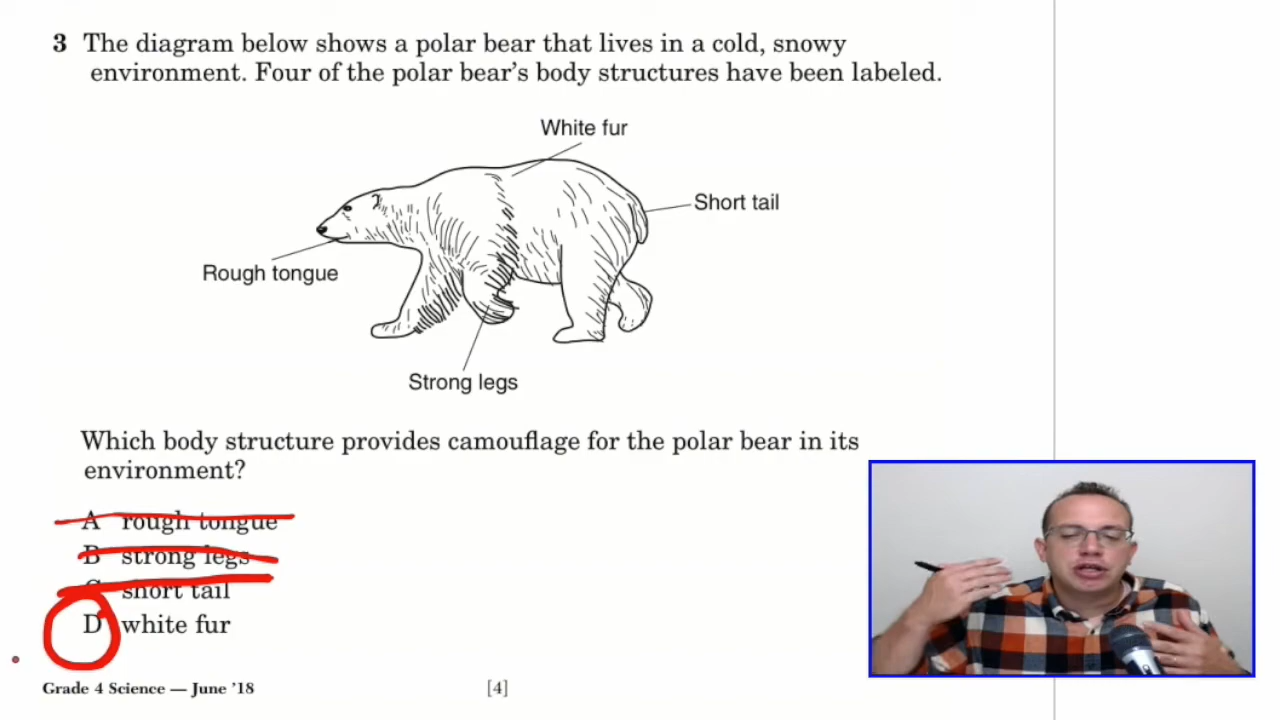 3 The diagram below shows a polar bear that lives in a cold, snowy
environment. Four of the polar bear's body structures have been labeled.
White fur
Short tail
Rough tongue
Strong legs
Which body structure provides camouflage for the polar bear in its
environment?
A rough tongue
B strong legs
C short tail
D white fur
Grade 4 Science — June '18
[4]